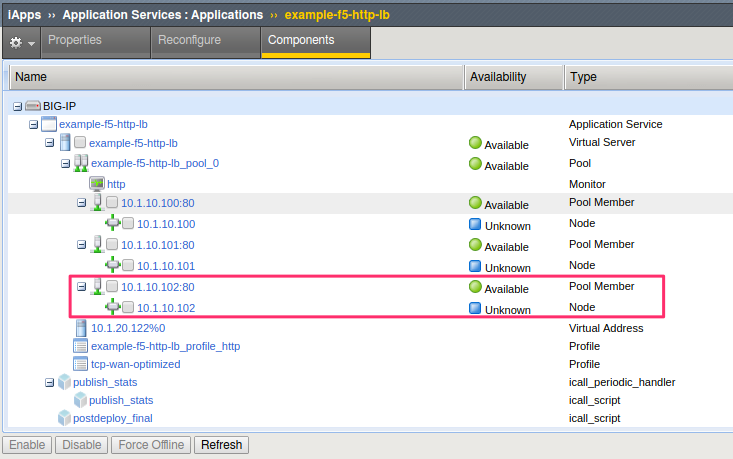 iApps ›› Application Services : Applications ›› example-f5-http-lb
Properties Reconfigure Components
Name Availability Type
BIG-IP
example-f5-http-lb Application Service
example-f5-http-lb Available Virtual Server
example-f5-http-lb_pool_0 Available Pool
http Monitor
10.1.10.100:80 Available Pool Member
10.1.10.100 Unknown Node
10.1.10.101:80 Available Pool Member
10.1.10.101 Unknown Node
10.1.10.102:80 Available Pool Member
10.1.10.102 Unknown Node
10.1.20.122%0 Virtual Address
example-f5-http-lb_profile_http Profile
tcp-wan-optimized Profile
publish_stats icall_periodic_handler
publish_stats icall_script
postdeploy_final icall_script
Enable Disable Force Offline Refresh